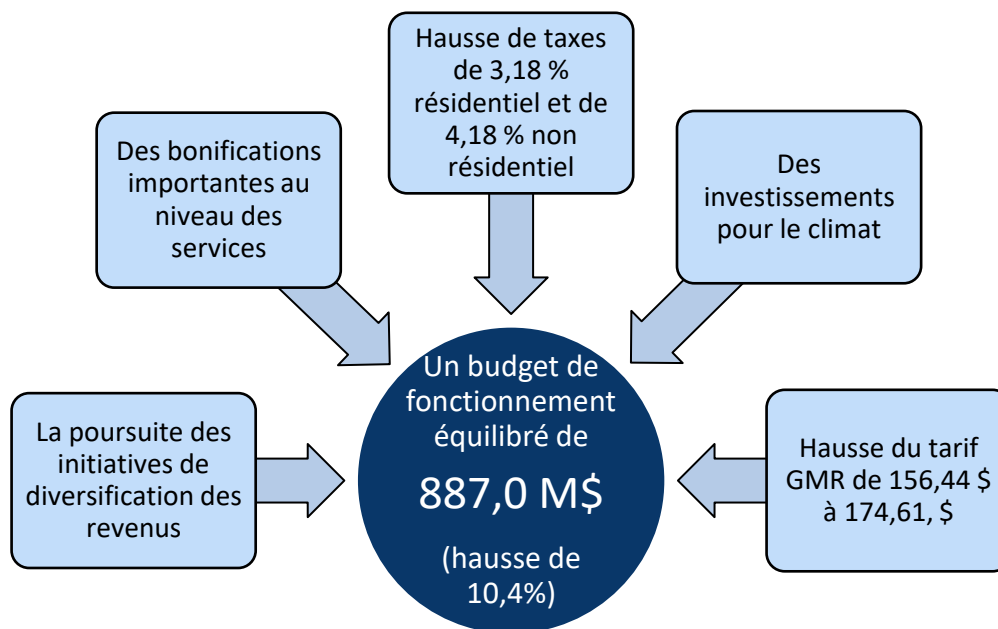 La poursuite des
initiatives de
diversification des
revenus
Des bonifications
importantes au
niveau des
services
Hausse de taxes
de 3,18 %
résidentiel et de
4,18 % non
résidentiel
Des
investissements
pour le climat
Hausse du tarif
GMR de 156,44 $
à 174,61, $
Un budget de
fonctionnement
équilibré de
887,0 M$
(hausse de
10,4%)